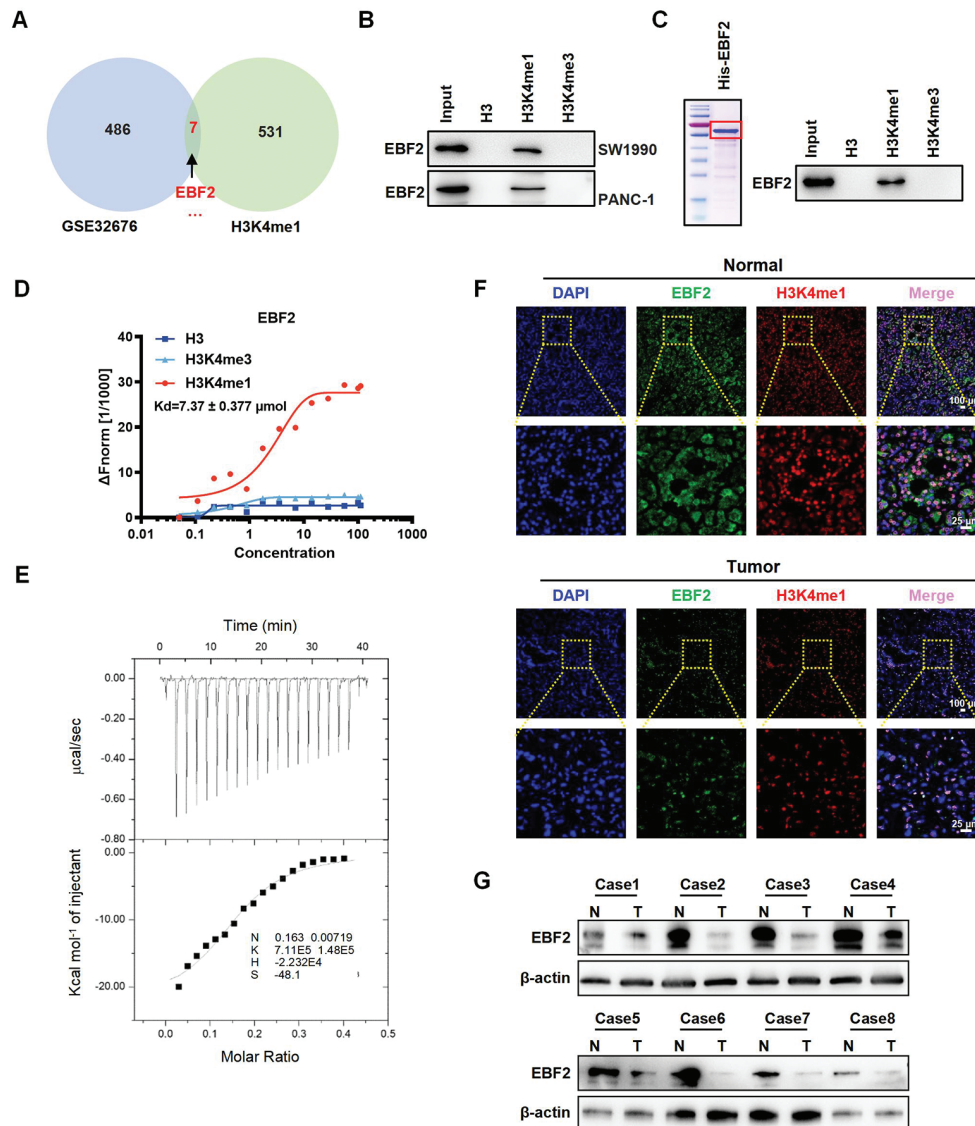 A
486
7
531
EBF2
...
GSE32676
H3K4me1
B
Input
H3
H3K4me1
H3K4me3
EBF2
SW1990
EBF2
PANC-1
C
His-EBF2
Input
H3
H3K4me1
H3K4me3
EBF2
D
EBF2
H3
H3K4me3
H3K4me1
Kd=7.37 ± 0.377 μmol
ΔFnorm [1/1000]
40
30
20
10
0
0.01
0.1
1
10
100
1000
Concentration
E
Time (min)
0 10 20 30 40
0.00
-0.20
-0.40
-0.60
-0.80
μcal/sec
0.00
-10.00
-20.00
Kcal mol-¹ of injectant
N 0.163 0.00719
K 7.11E5 1.48E5
H -2.232E4
S -48.1
0.0 0.1 0.2 0.3 0.4 0.5
Molar Ratio
F
Normal
DAPI EBF2 H3K4me1 Merge
100 μm
25 μm
Tumor
DAPI EBF2 H3K4me1 Merge
100 μm
25 μm
G
Case1 Case2 Case3 Case4
N T N T N T N T
EBF2
β-actin
Case5 Case6 Case7 Case8
N T N T N T N T
EBF2
β-actin